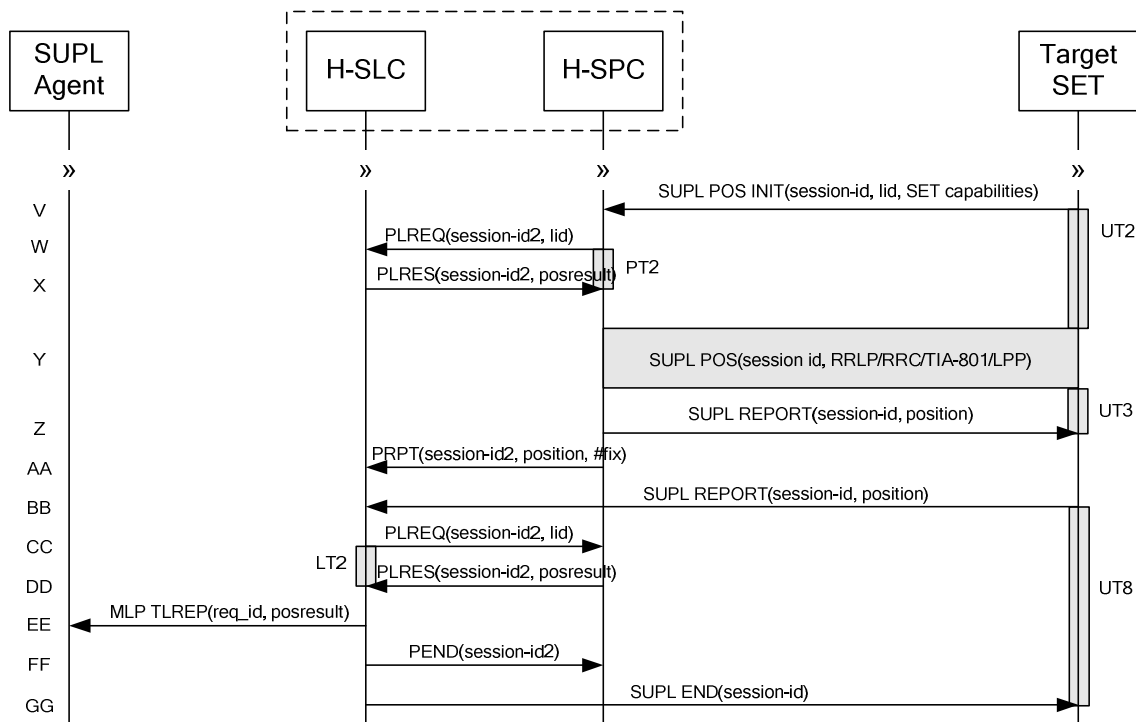 SUPL
Agent
H-SLC
H-SPC
Target
SET
» » » »
V
SUPL POS INIT(session-id, lid, SET capabilities)
UT2
W
PLREQ(session-id2, lid)
PT2
X
PLRES(session-id2, posresult)
Y
SUPL POS(session id, RRLP/RRC/TIA-801/LPP)
UT3
Z
SUPL REPORT(session-id, position)
AA
PRPT(session-id2, position, #fix)
BB
SUPL REPORT(session-id, position)
CC
PLREQ(session-id2, lid)
LT2
DD
PLRES(session-id2, posresult)
UT8
EE
MLP TLREP(req_id, posresult)
FF
PEND(session-id2)
GG
SUPL END(session-id)